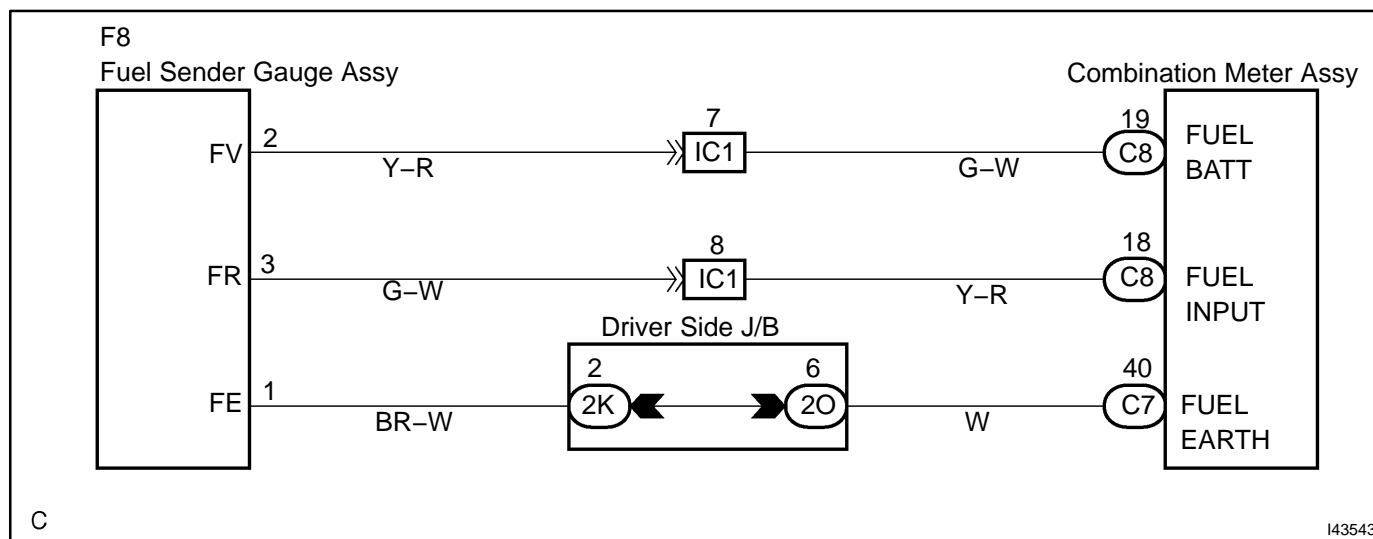 F8
Fuel Sender Gauge Assy
Combination Meter Assy
FV 2 Y–R 7 IC1 G–W 19 C8 FUEL BATT
FR 3 G–W 8 IC1 Y–R 18 C8 FUEL INPUT
Driver Side J/B
FE 1 BR–W 2 2K 6 2O W 40 C7 FUEL EARTH
C
I43543